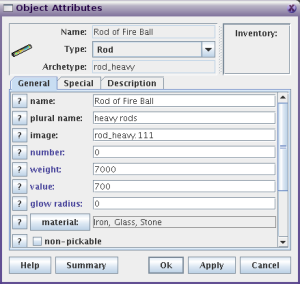 Object Attributes
Name: Rod of Fire Ball
Inventory:
Type: Rod
Archetype: rod_heavy
General Special Description
? name: Rod of Fire Ball
? plural name: heavy rods
? image: rod_heavy.111
? number: 0
? weight: 7000
? value: 700
? glow radius: 0
? material: Iron, Glass, Stone
? non-pickable
Help Summary Ok Apply Cancel